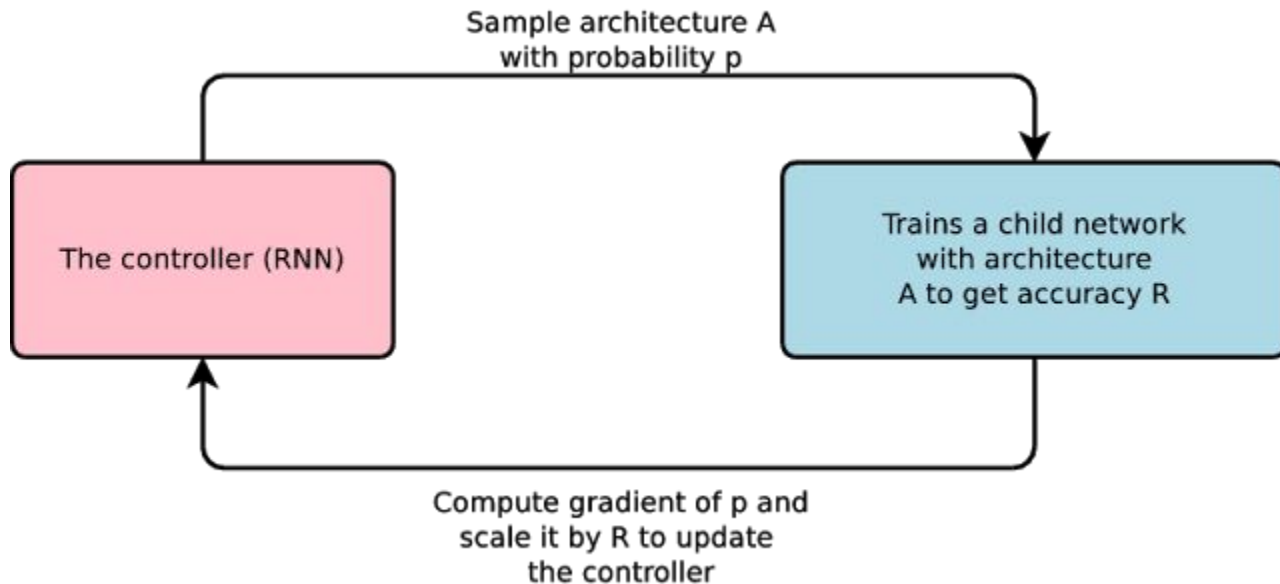 Sample architecture A
with probability p
The controller (RNN)
Trains a child network
with architecture
A to get accuracy R
Compute gradient of p and
scale it by R to update
the controller